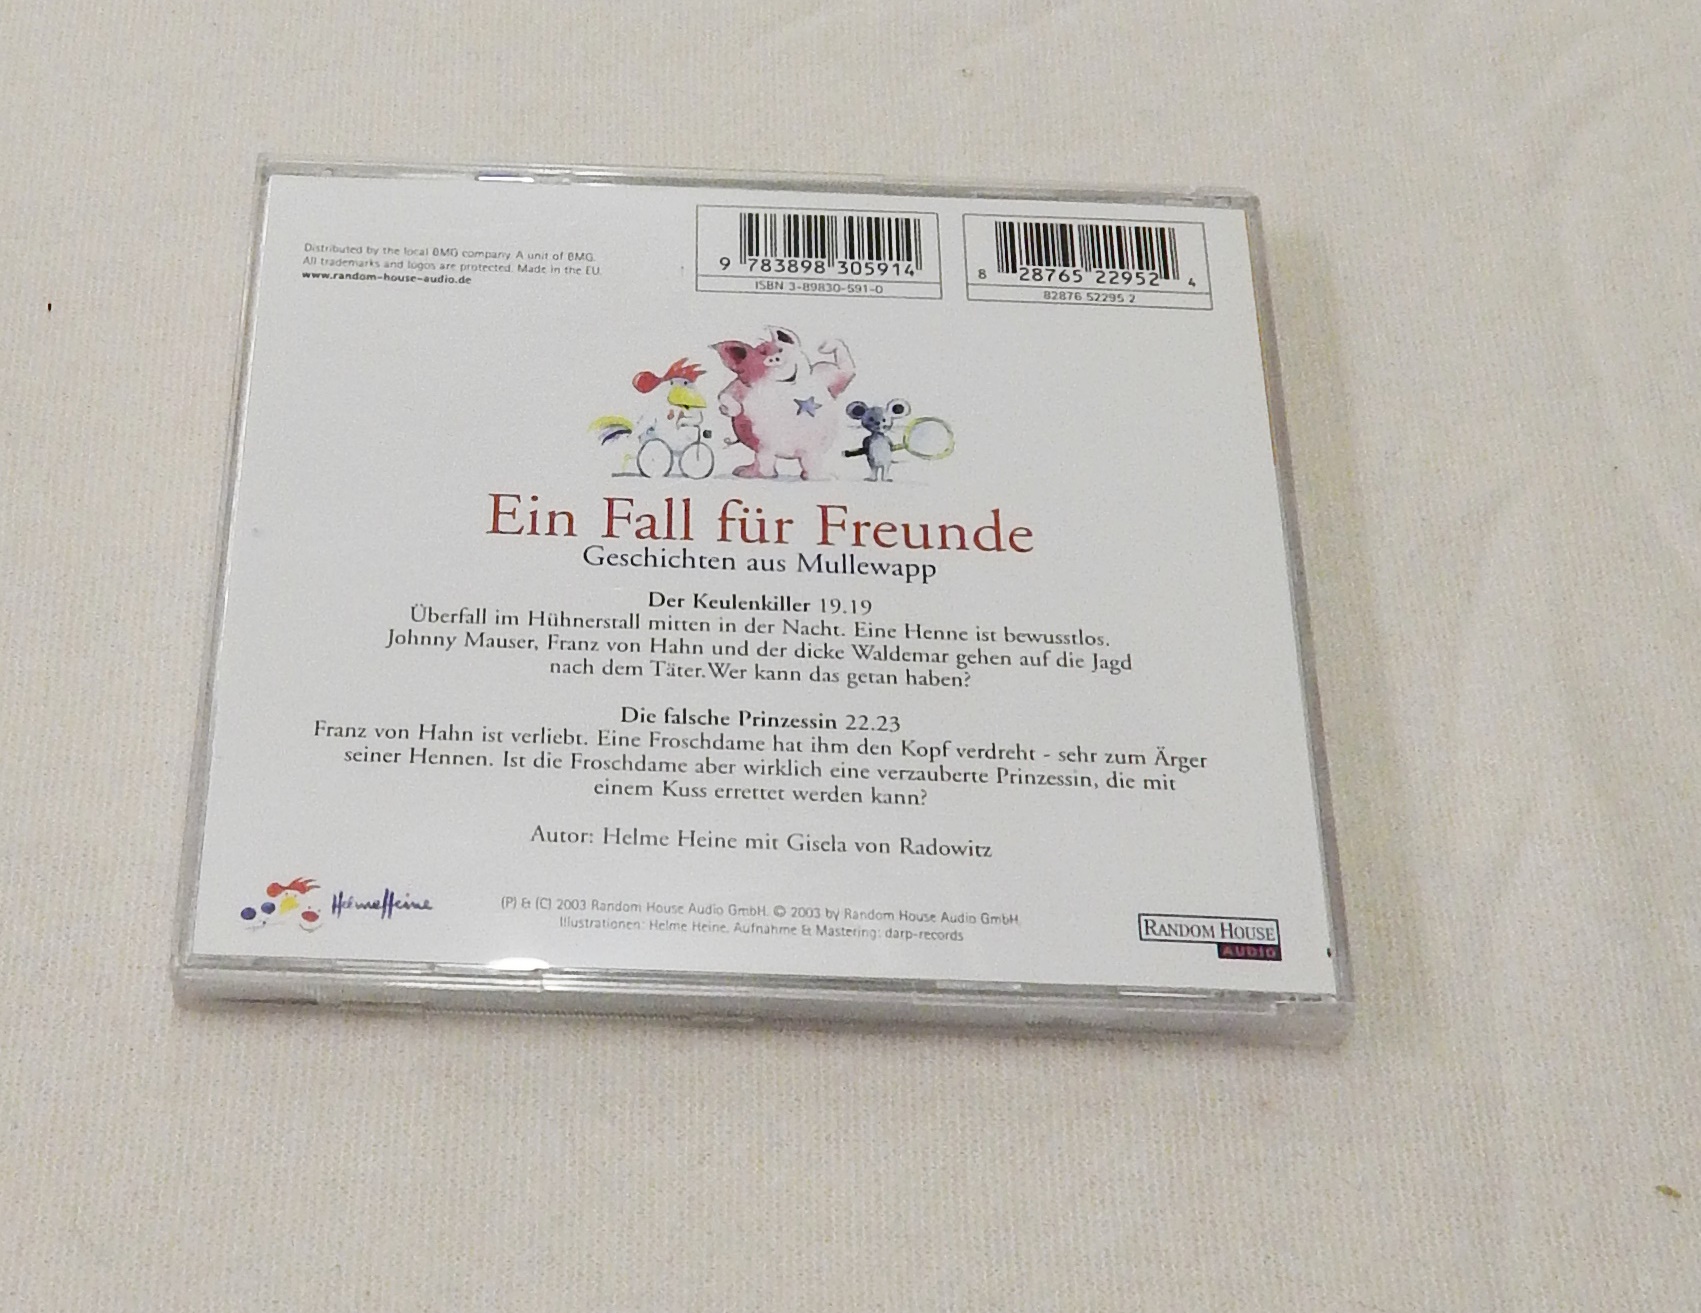 Distributed by the local BMG company. A unit of BMG.
All trademarks and logos are protected. Made in the EU.
www.random-house-audio.de
9 783898 305914
ISBN 3-89830-591-0
8 28765 22952 4
82876 52295 2
Ein Fall für Freunde
Geschichten aus Mullewapp
Der Keulenkiller 19.19
Überfall im Hühnerstall mitten in der Nacht. Eine Henne ist bewusstlos.
Johnny Mauser, Franz von Hahn und der dicke Waldemar gehen auf die Jagd
nach dem Täter. Wer kann das getan haben?
Die falsche Prinzessin 22.23
Franz von Hahn ist verliebt. Eine Froschdame hat ihm den Kopf verdreht - sehr zum Ärger
seiner Hennen. Ist die Froschdame aber wirklich eine verzauberte Prinzessin, die mit
einem Kuss errettet werden kann?
Autor: Helme Heine mit Gisela von Radowitz
Helme Heine
(P) & (C) 2003 Random House Audio GmbH. © 2003 by Random House Audio GmbH.
Illustrationen: Helme Heine. Aufnahme & Mastering: darp-records
RANDOM HOUSE
AUDIO